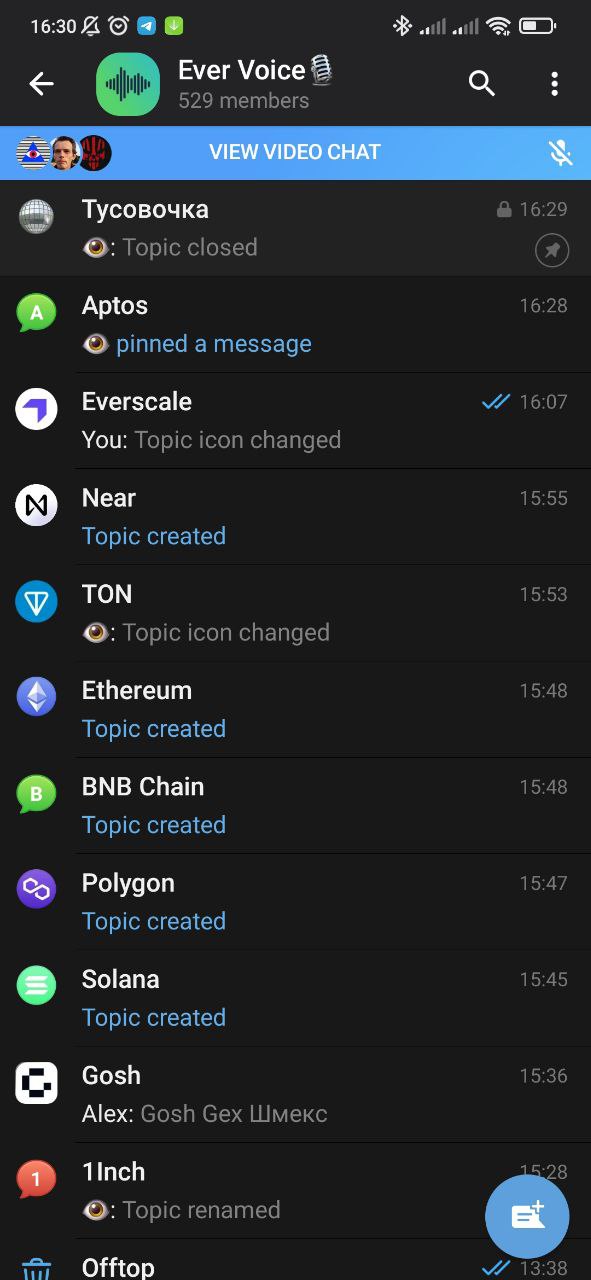 16:30
Ever Voice🎙
529 members
VIEW VIDEO CHAT
Тусовочка 16:29
👁: Topic closed
A Aptos 16:28
👁 pinned a message
Everscale 16:07
You: Topic icon changed
Near 15:55
Topic created
TON 15:53
👁: Topic icon changed
Ethereum 15:48
Topic created
B BNB Chain 15:48
Topic created
Polygon 15:47
Topic created
Solana 15:45
Topic created
Gosh 15:36
Alex: Gosh Gex Шмекс
1 1Inch 15:28
👁: Topic renamed
Offtop 13:38